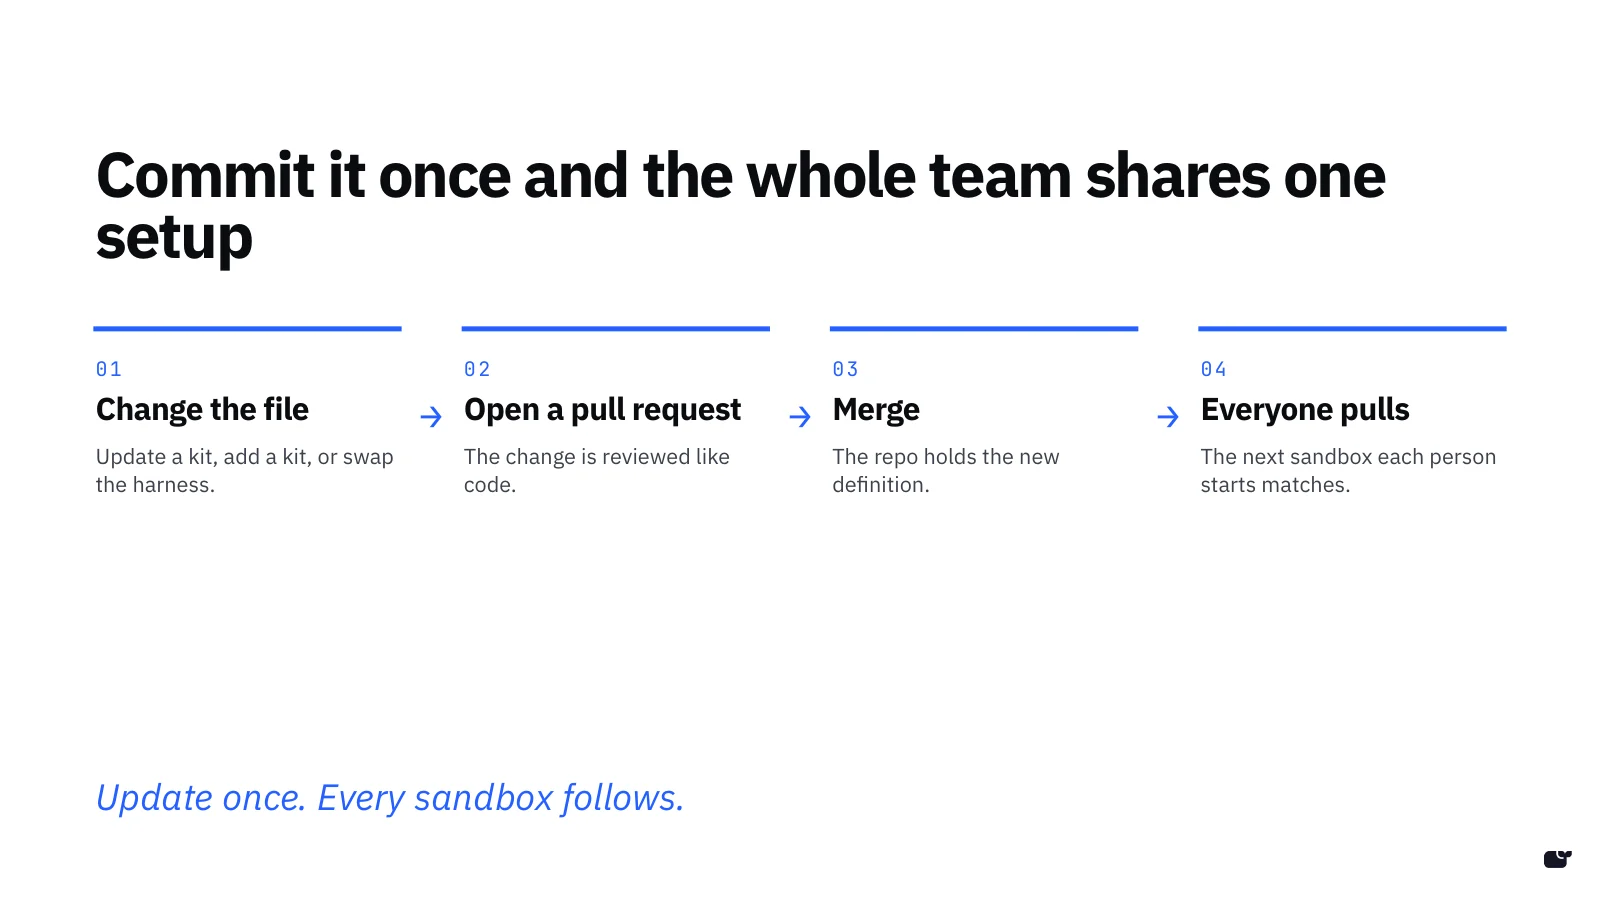 Commit it once and the whole team shares one
setup
01
Change the file
Update a kit, add a kit, or swap
the harness.
→
02
Open a pull request
The change is reviewed like
code.
→
03
Merge
The repo holds the new
definition.
→
04
Everyone pulls
The next sandbox each person
starts matches.
Update once. Every sandbox follows.